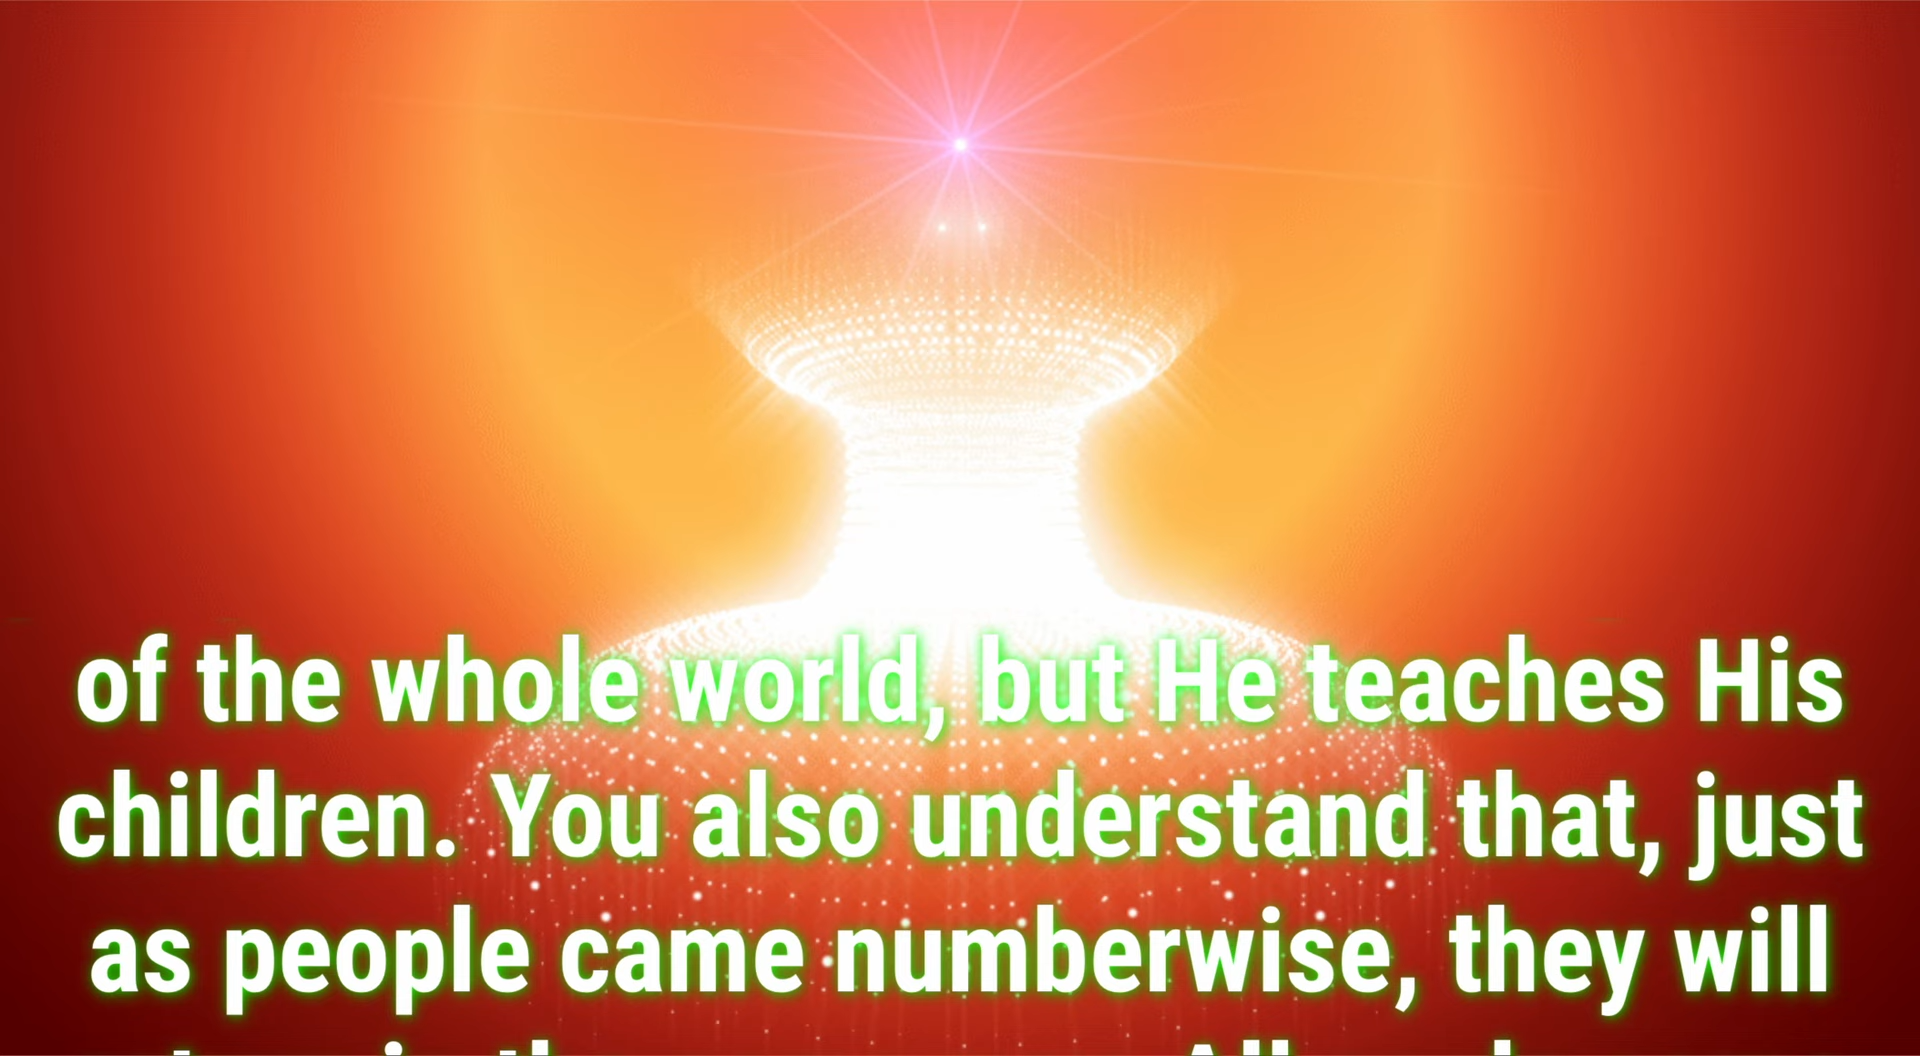 of the whole world, but He teaches His
children. You also understand that, just
as people came numberwise, they will